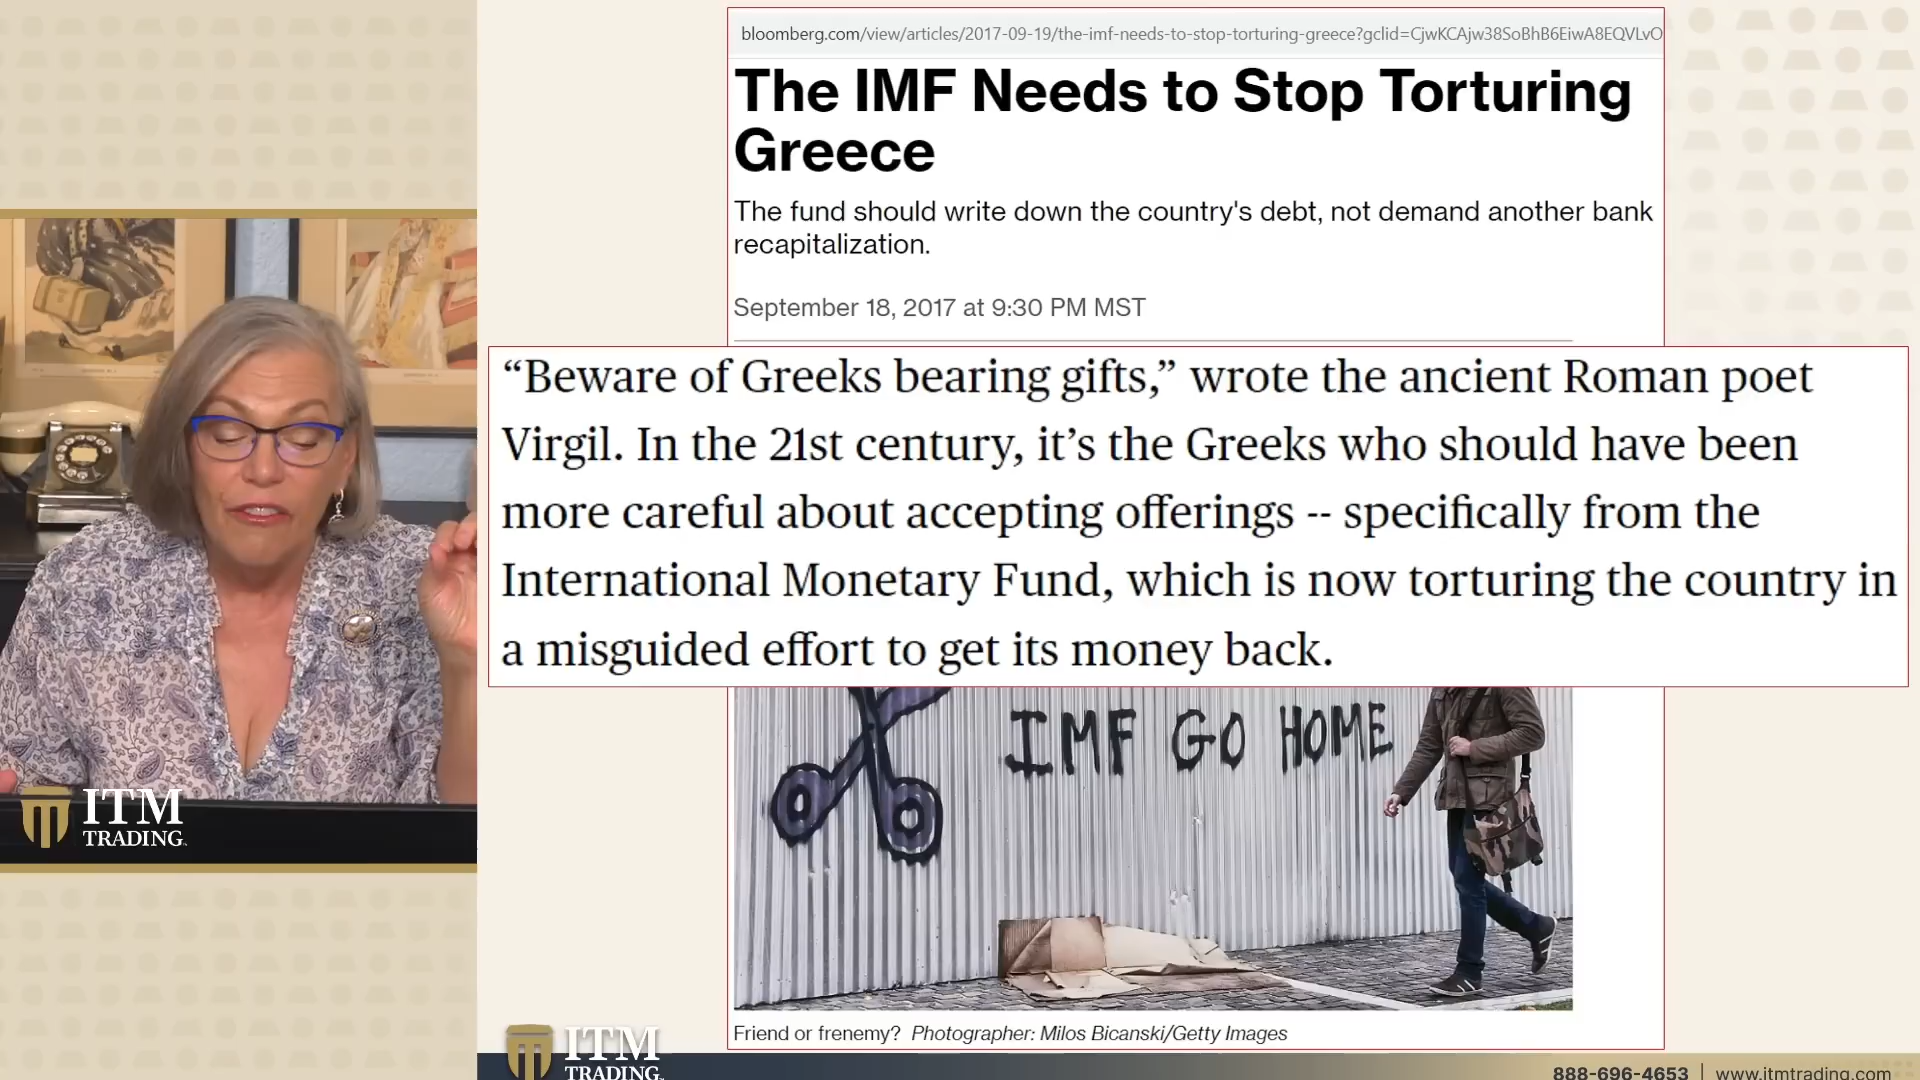 bloomberg.com/view/articles/2017-09-19/the-imf-needs-to-stop-torturing-greece?gclid=CjwKCAjw38SoBhB6EiwA8EQVLvO
The IMF Needs to Stop Torturing
Greece
The fund should write down the country's debt, not demand another bank
recapitalization.
September 18, 2017 at 9:30 PM MST
“Beware of Greeks bearing gifts,” wrote the ancient Roman poet
Virgil. In the 21st century, it’s the Greeks who should have been
more careful about accepting offerings -- specifically from the
International Monetary Fund, which is now torturing the country in
a misguided effort to get its money back.
IMF GO HOME
Friend or frenemy? Photographer: Milos Bicanski/Getty Images
ITM
TRADING
ITM
TRADING
888-696-4653 | www.itmtrading.com